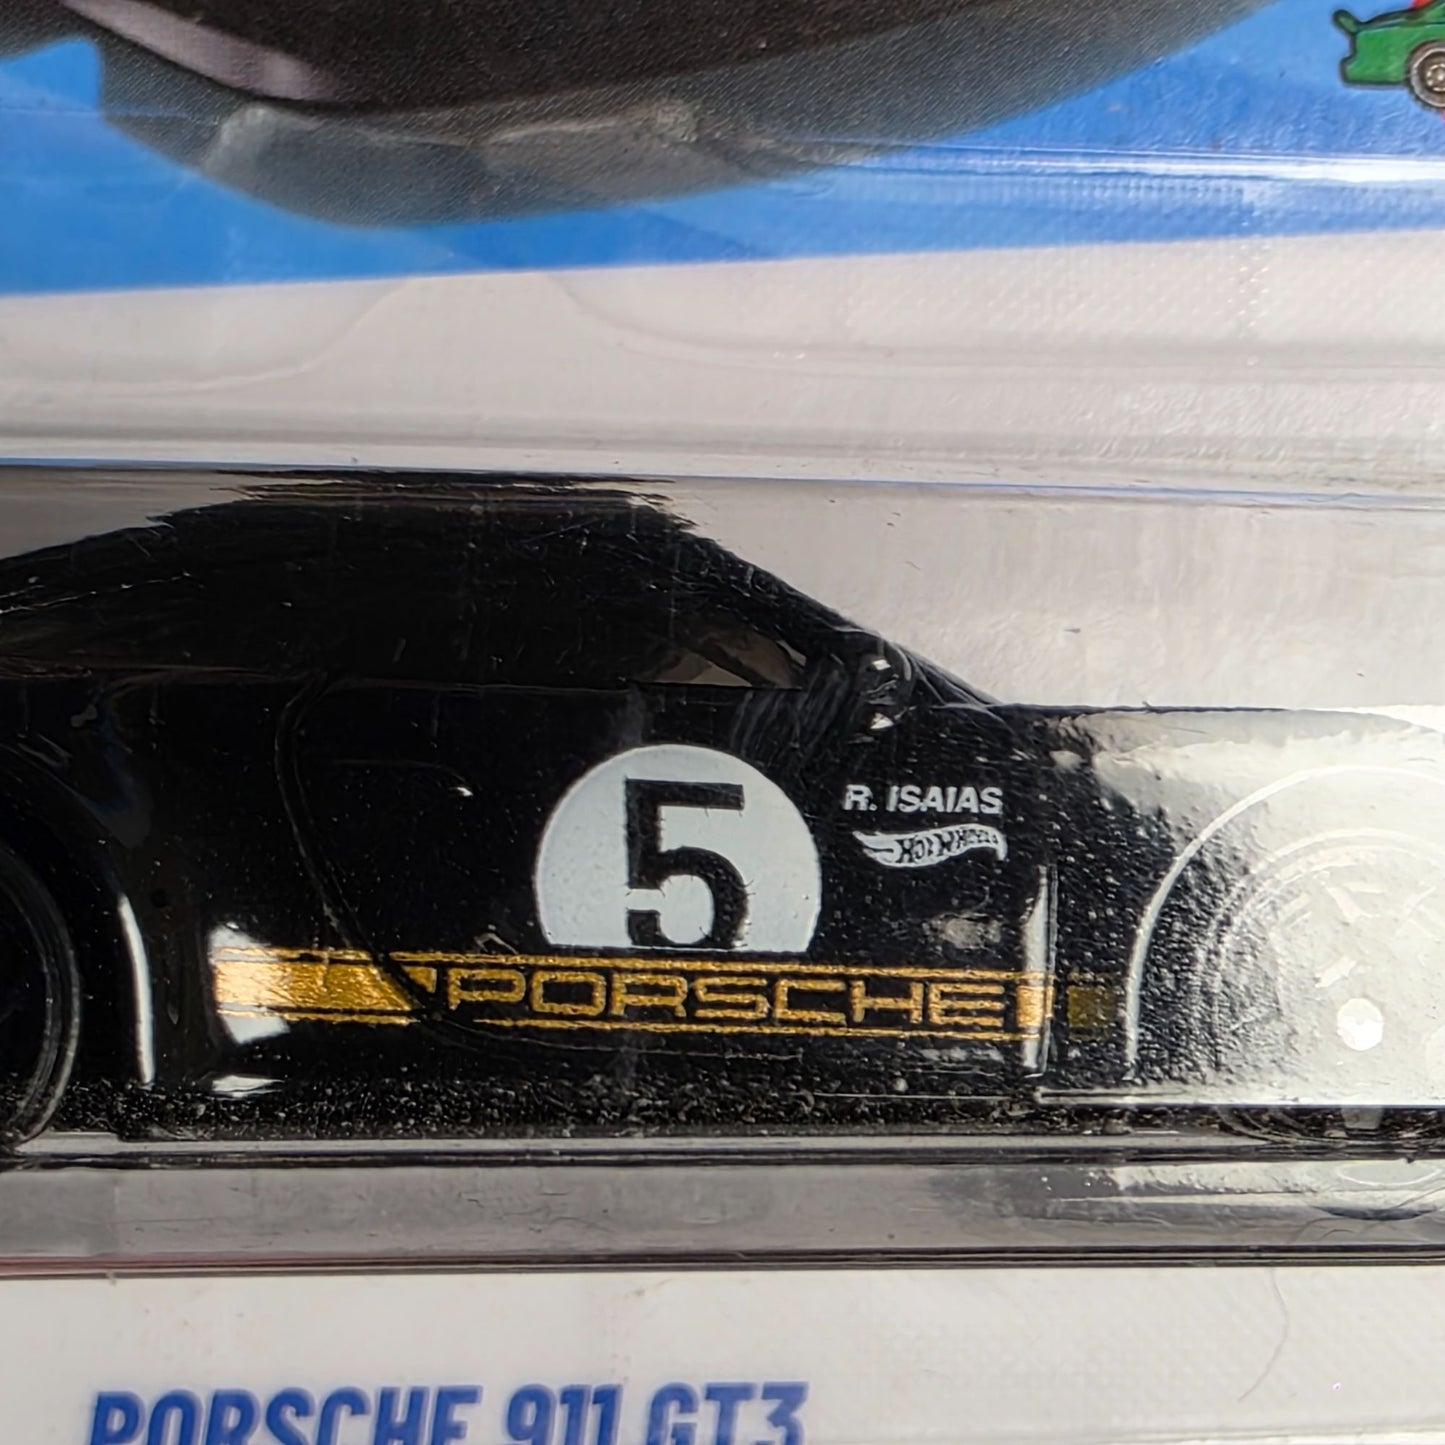 5
R. ISAIAS
HOT WHEELS
PORSCHE
PORSCHE 911 GT3